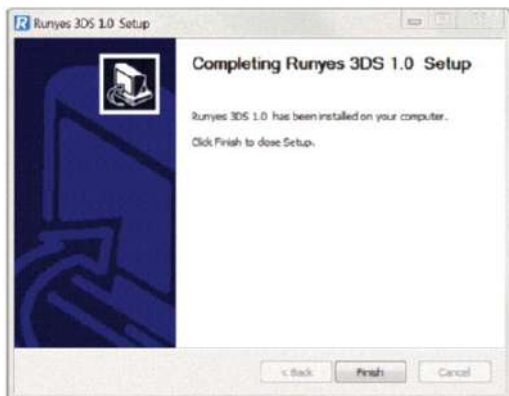 Runyes 3DS 1.0 Setup
Completing Runyes 3DS 1.0 Setup
Runyes 3DS 1.0 has been installed on your computer.
Click Finish to close Setup.
< Back
Finish
Cancel